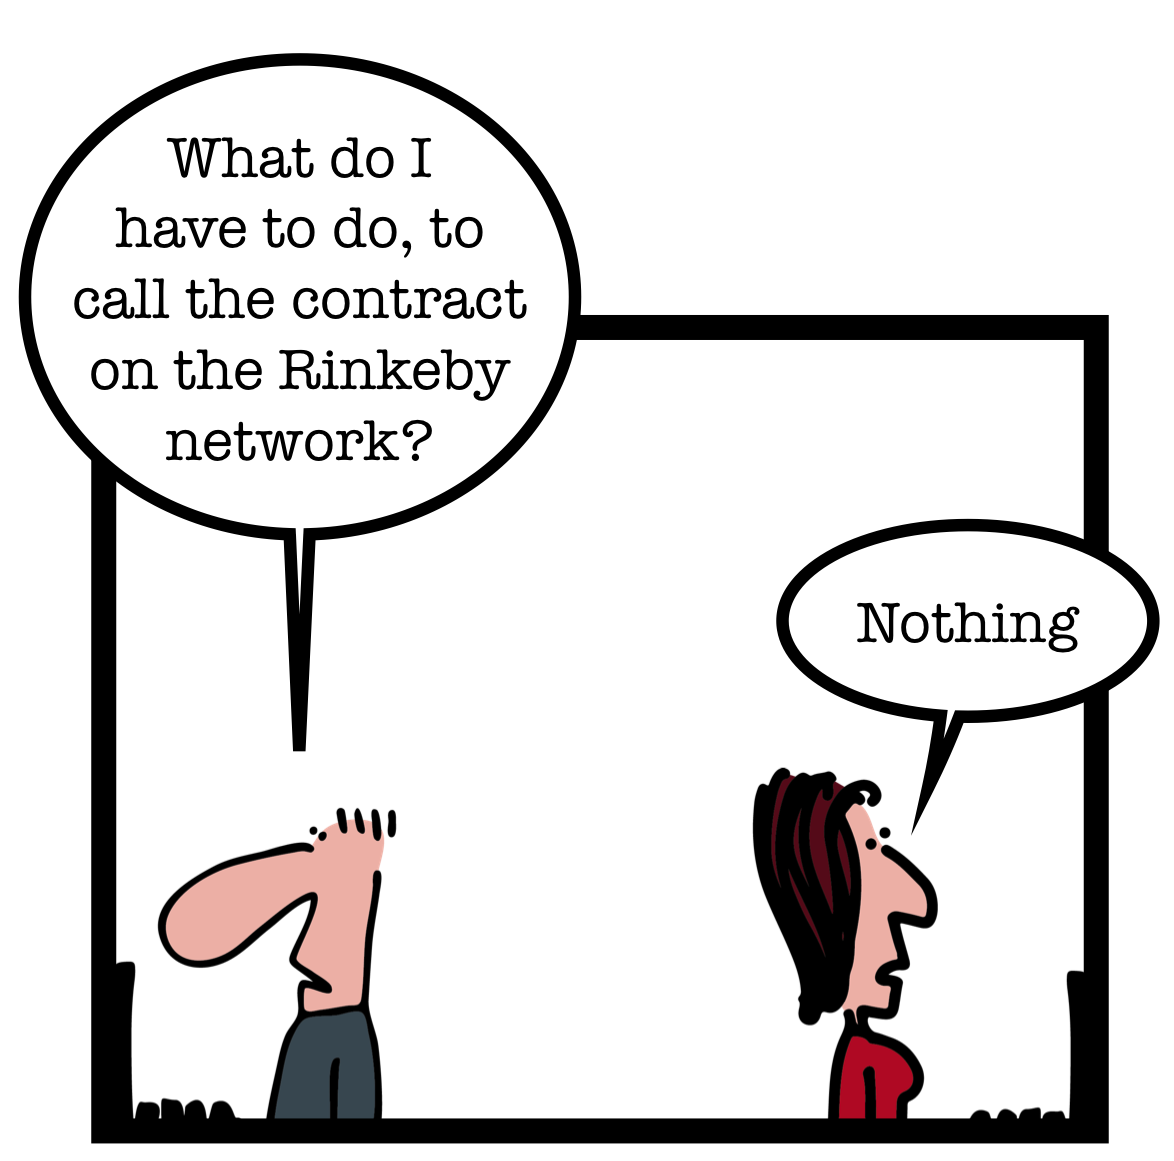 What do I
have to do, to
call the contract
on the Rinkeby
network?
Nothing